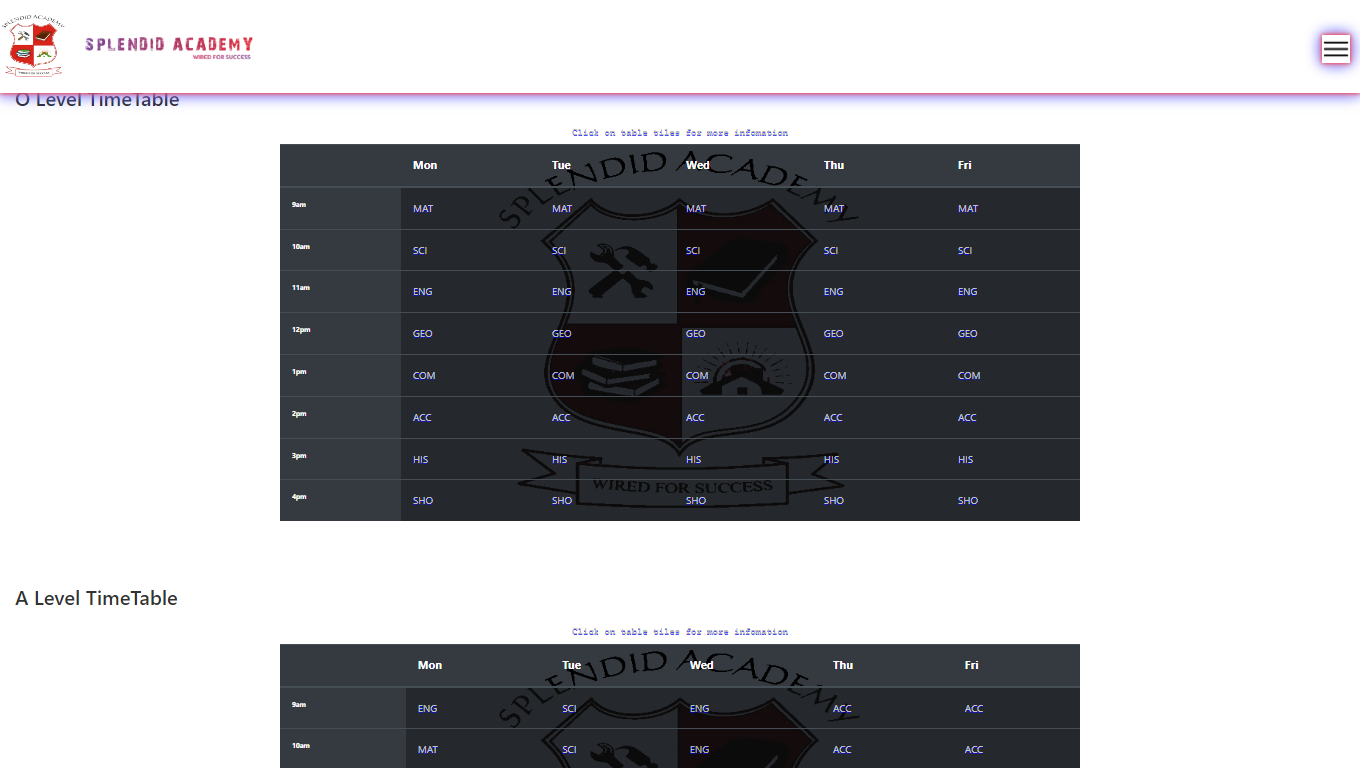 SPLENDID ACADEMY
WIRED FOR SUCCESS
SPLENDID ACADEMY
WIRED FOR SUCCESS
O Level TimeTable
Click on table tiles for more infomation
SPLENDID ACADEMY
Mon Tue Wed Thu Fri
9am MAT MAT MAT MAT MAT
10am SCI SCI SCI SCI SCI
11am ENG ENG ENG ENG ENG
12pm GEO GEO GEO GEO GEO
1pm COM COM COM COM COM
2pm ACC ACC ACC ACC ACC
3pm HIS HIS HIS HIS HIS
WIRED FOR SUCCESS
4pm SHO SHO SHO SHO SHO
A Level TimeTable
Click on table tiles for more infomation
SPLENDID ACADEMY
Mon Tue Wed Thu Fri
9am ENG SCI ENG ACC ACC
10am MAT SCI ENG ACC ACC